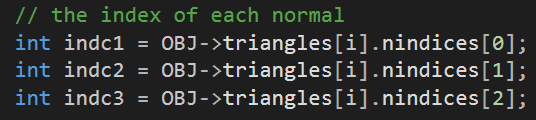 // the index of each normal
int indc1 = OBJ->triangles[i].nindices[0];
int indc2 = OBJ->triangles[i].nindices[1];
int indc3 = OBJ->triangles[i].nindices[2];